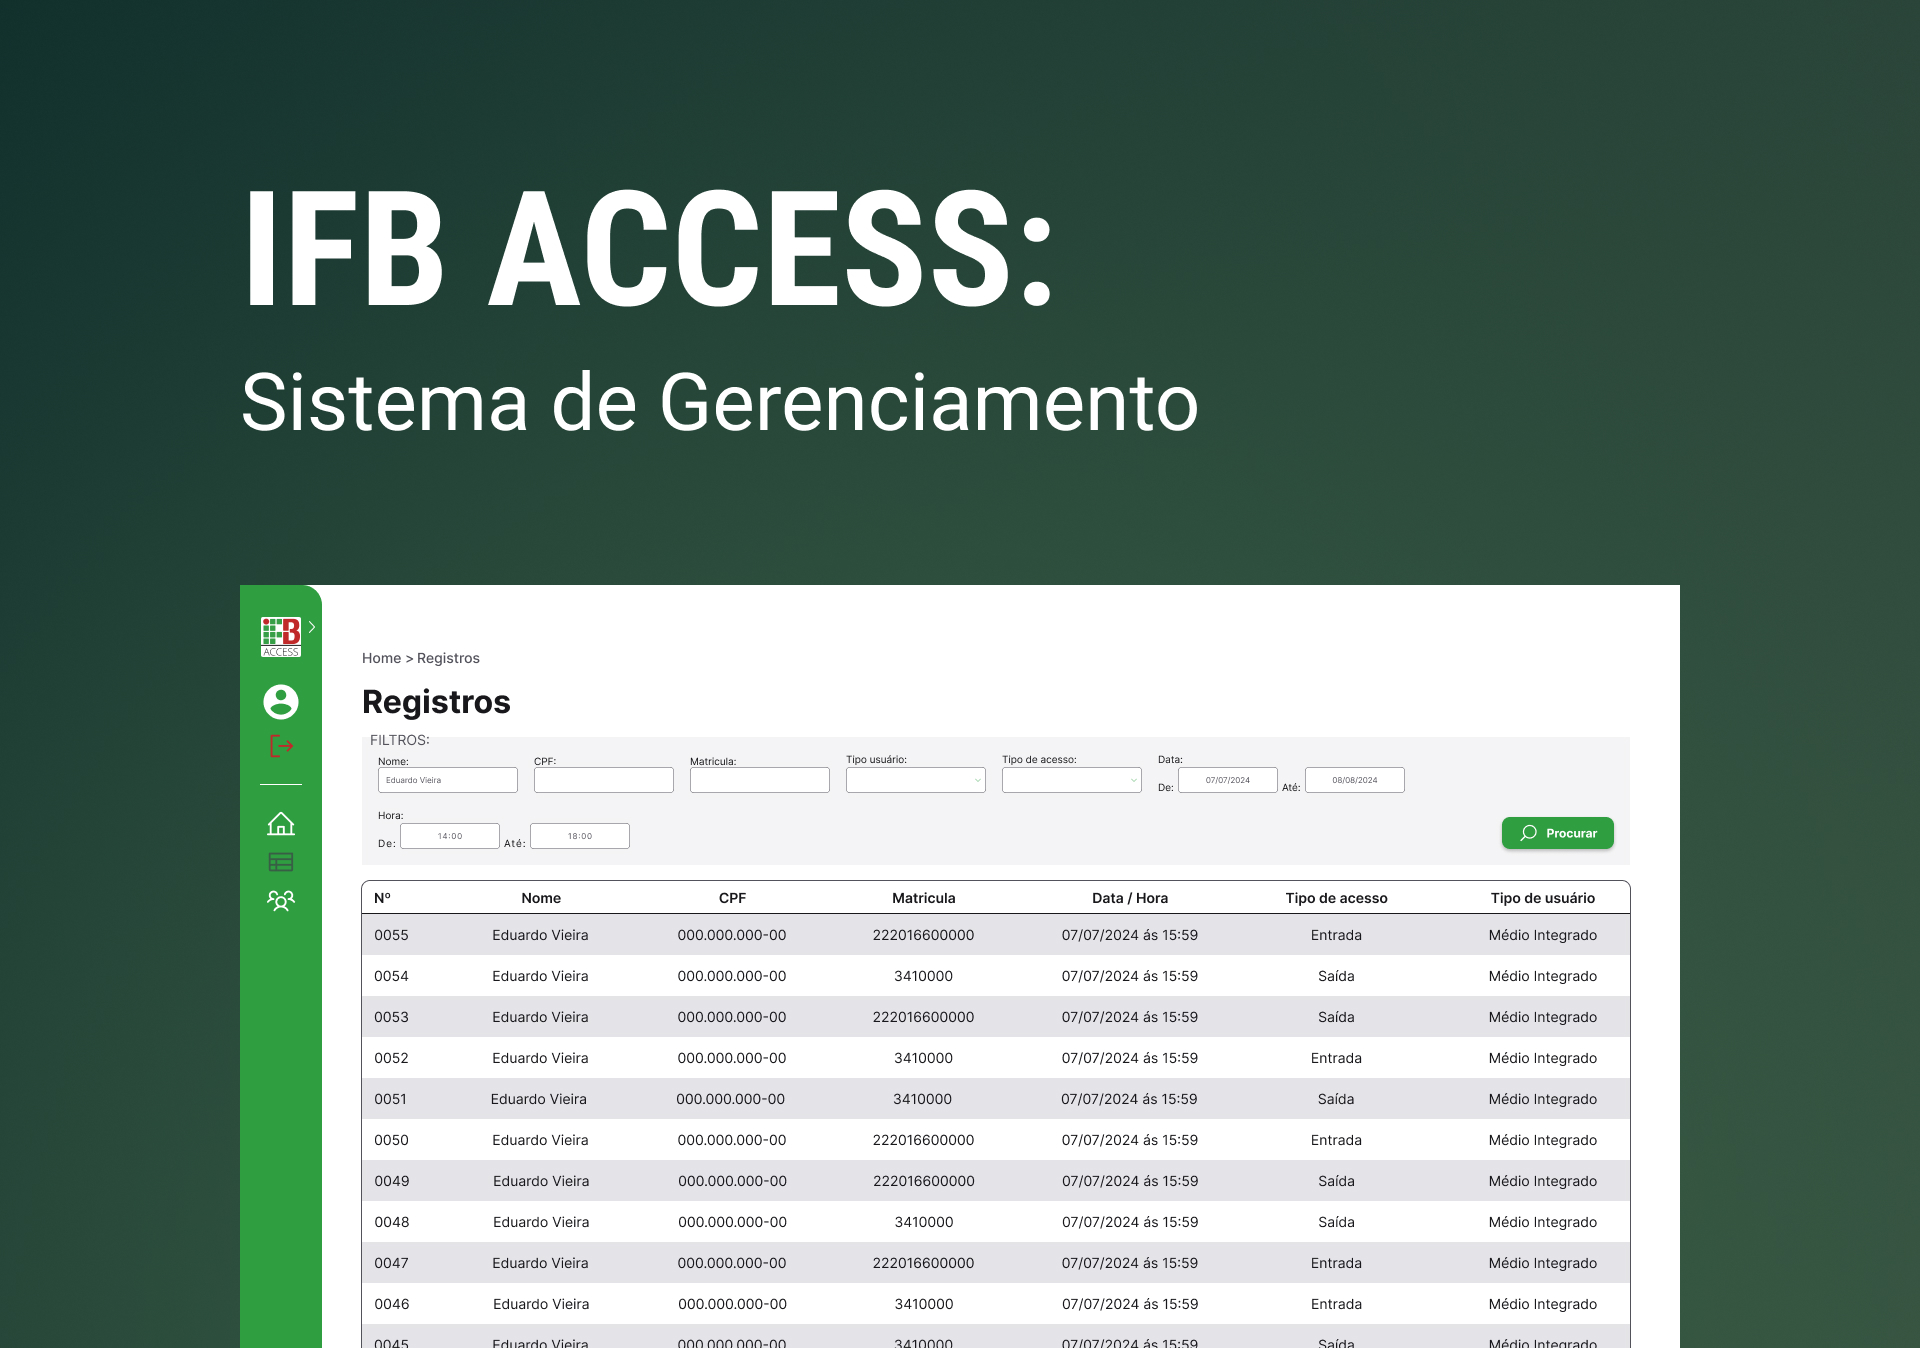 IFB ACCESS:
Sistema de Gerenciamento
IFB
ACCESS
Home > Registros
Registros
FILTROS:
Nome: CPF: Matricula: Tipo usuário: Tipo de acesso: Data:
Eduardo Vieira De: 07/07/2024 Até: 08/08/2024
Hora:
De: 14:00 Até: 18:00 Procurar
Nº Nome CPF Matricula Data / Hora Tipo de acesso Tipo de usuário
0055 Eduardo Vieira 000.000.000-00 222016600000 07/07/2024 ás 15:59 Entrada Médio Integrado
0054 Eduardo Vieira 000.000.000-00 3410000 07/07/2024 ás 15:59 Saída Médio Integrado
0053 Eduardo Vieira 000.000.000-00 222016600000 07/07/2024 ás 15:59 Saída Médio Integrado
0052 Eduardo Vieira 000.000.000-00 3410000 07/07/2024 ás 15:59 Entrada Médio Integrado
0051 Eduardo Vieira 000.000.000-00 3410000 07/07/2024 ás 15:59 Saída Médio Integrado
0050 Eduardo Vieira 000.000.000-00 222016600000 07/07/2024 ás 15:59 Entrada Médio Integrado
0049 Eduardo Vieira 000.000.000-00 222016600000 07/07/2024 ás 15:59 Saída Médio Integrado
0048 Eduardo Vieira 000.000.000-00 3410000 07/07/2024 ás 15:59 Saída Médio Integrado
0047 Eduardo Vieira 000.000.000-00 222016600000 07/07/2024 ás 15:59 Entrada Médio Integrado
0046 Eduardo Vieira 000.000.000-00 3410000 07/07/2024 ás 15:59 Entrada Médio Integrado
0045 Eduardo Vieira 000.000.000-00 3410000 07/07/2024 ás 15:59 Saída Médio Integrado